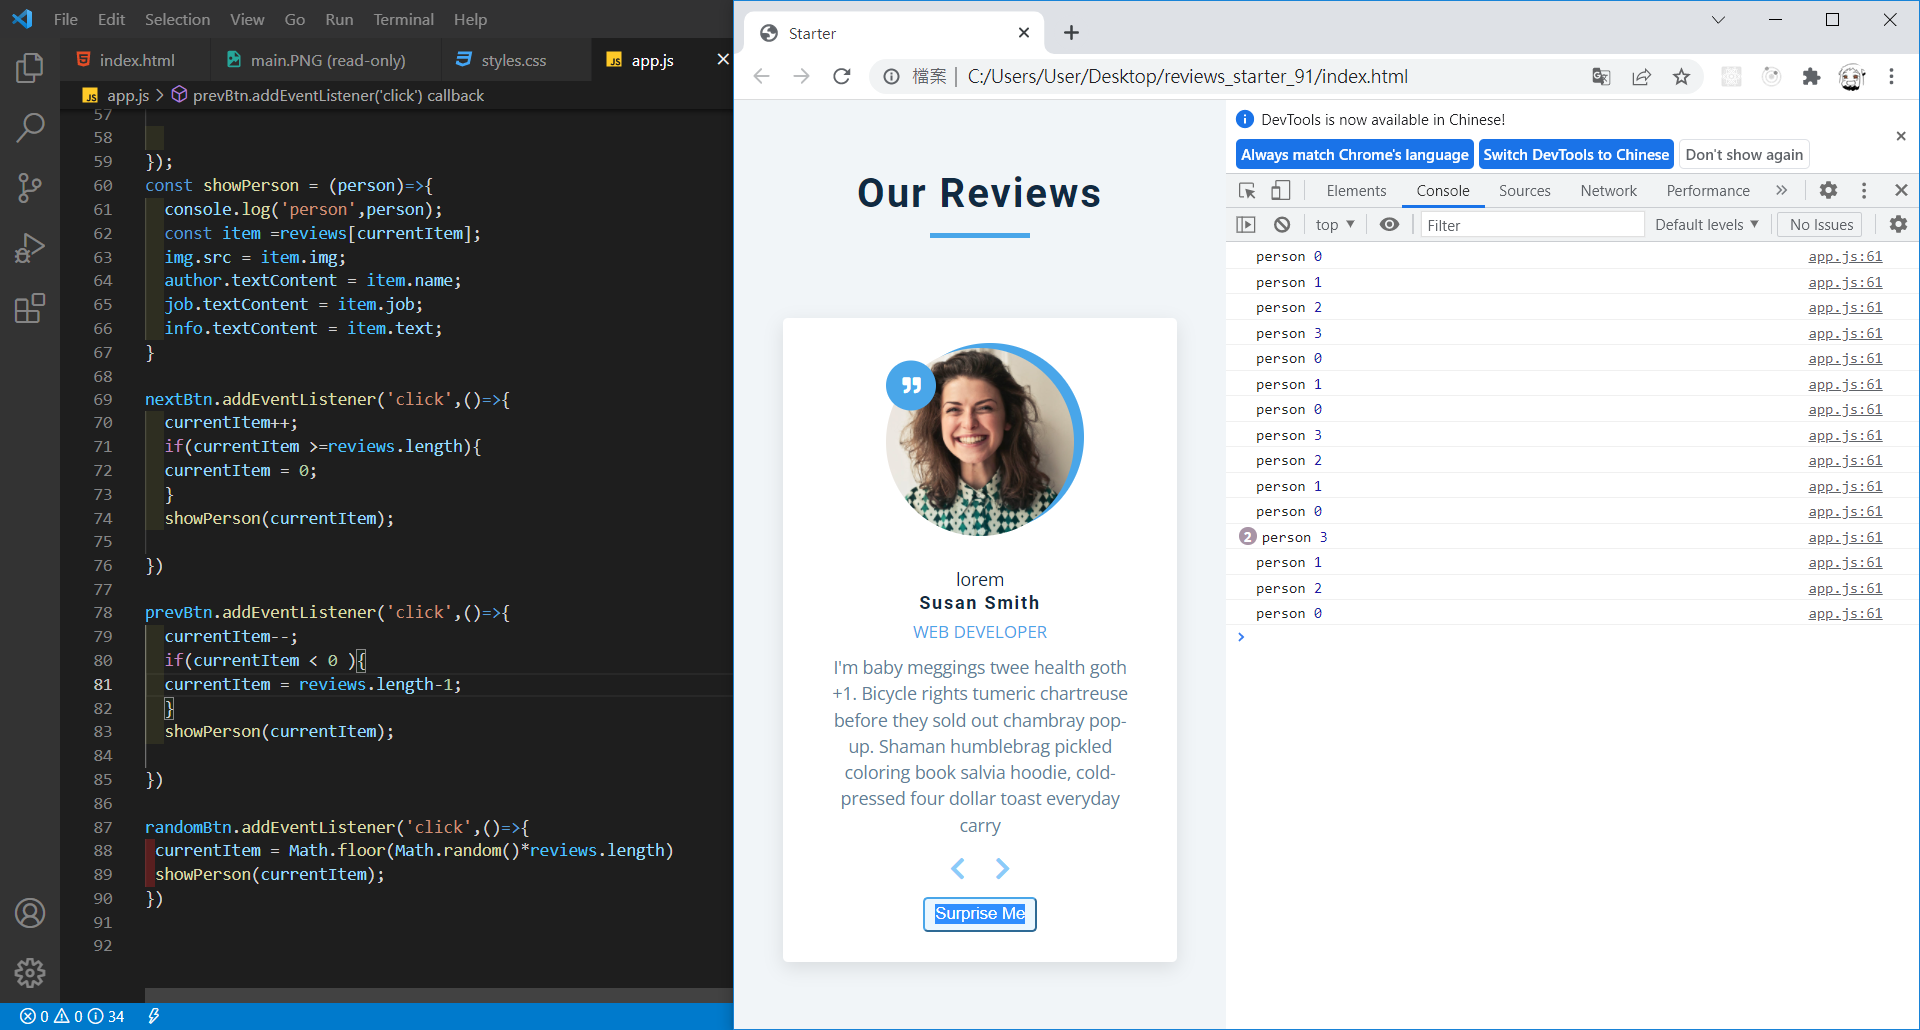 File Edit Selection View Go Run Terminal Help
index.html main.PNG (read-only) styles.css JS app.js
JS app.js > prevBtn.addEventListener('click') callback
57
58
59 });
60 const showPerson = (person)=>{
61 console.log('person',person);
62 const item =reviews[currentItem];
63 img.src = item.img;
64 author.textContent = item.name;
65 job.textContent = item.job;
66 info.textContent = item.text;
67 }
68
69 nextBtn.addEventListener('click',()=>{
70 currentItem++;
71 if(currentItem >=reviews.length){
72 currentItem = 0;
73 }
74 showPerson(currentItem);
75
76 })
77
78 prevBtn.addEventListener('click',()=>{
79 currentItem--;
80 if(currentItem < 0 ){
81 currentItem = reviews.length-1;
82 }
83 showPerson(currentItem);
84
85 })
86
87 randomBtn.addEventListener('click',()=>{
88 currentItem = Math.floor(Math.random()*reviews.length)
89 showPerson(currentItem);
90 })
91
92
0 0 34
Starter
檔案 | C:/Users/User/Desktop/reviews_starter_91/index.html
Our Reviews
lorem
Susan Smith
WEB DEVELOPER
I'm baby meggings twee health goth
+1. Bicycle rights tumeric chartreuse
before they sold out chambray pop-
up. Shaman humblebrag pickled
coloring book salvia hoodie, cold-
pressed four dollar toast everyday
carry
Surprise Me
DevTools is now available in Chinese!
Always match Chrome's language Switch DevTools to Chinese Don't show again
Elements Console Sources Network Performance »
top ▼ Filter Default levels ▼ No Issues
person 0 app.js:61
person 1 app.js:61
person 2 app.js:61
person 3 app.js:61
person 0 app.js:61
person 1 app.js:61
person 0 app.js:61
person 3 app.js:61
person 2 app.js:61
person 1 app.js:61
person 0 app.js:61
2 person 3 app.js:61
person 1 app.js:61
person 2 app.js:61
person 0 app.js:61
>